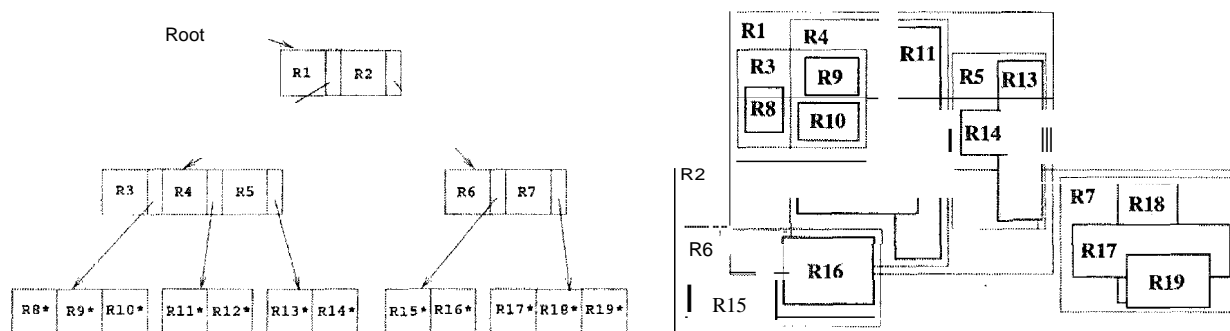 Root
R1 R2
R3 R4 R5
R6 R7
R8* R9* R10*
R11* R12*
R13* R14*
R15* R16*
R17* R18* R19*
R1 R4 R11
R3 R9 R5 R13
R8 R10 R14
R2
R7 R18
R6 R17
R16 R19
R15